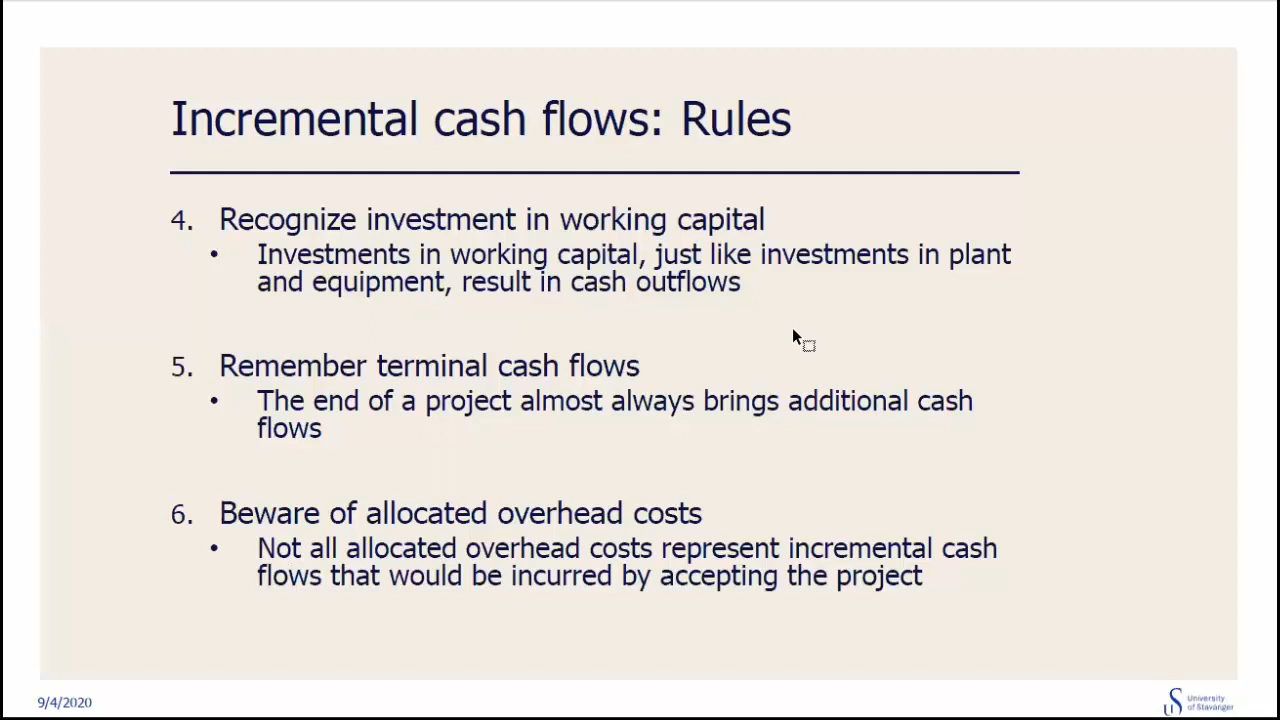 Incremental cash flows: Rules
4. Recognize investment in working capital
• Investments in working capital, just like investments in plant
and equipment, result in cash outflows
5. Remember terminal cash flows
• The end of a project almost always brings additional cash
flows
6. Beware of allocated overhead costs
• Not all allocated overhead costs represent incremental cash
flows that would be incurred by accepting the project
9/4/2020
University
of Stavanger